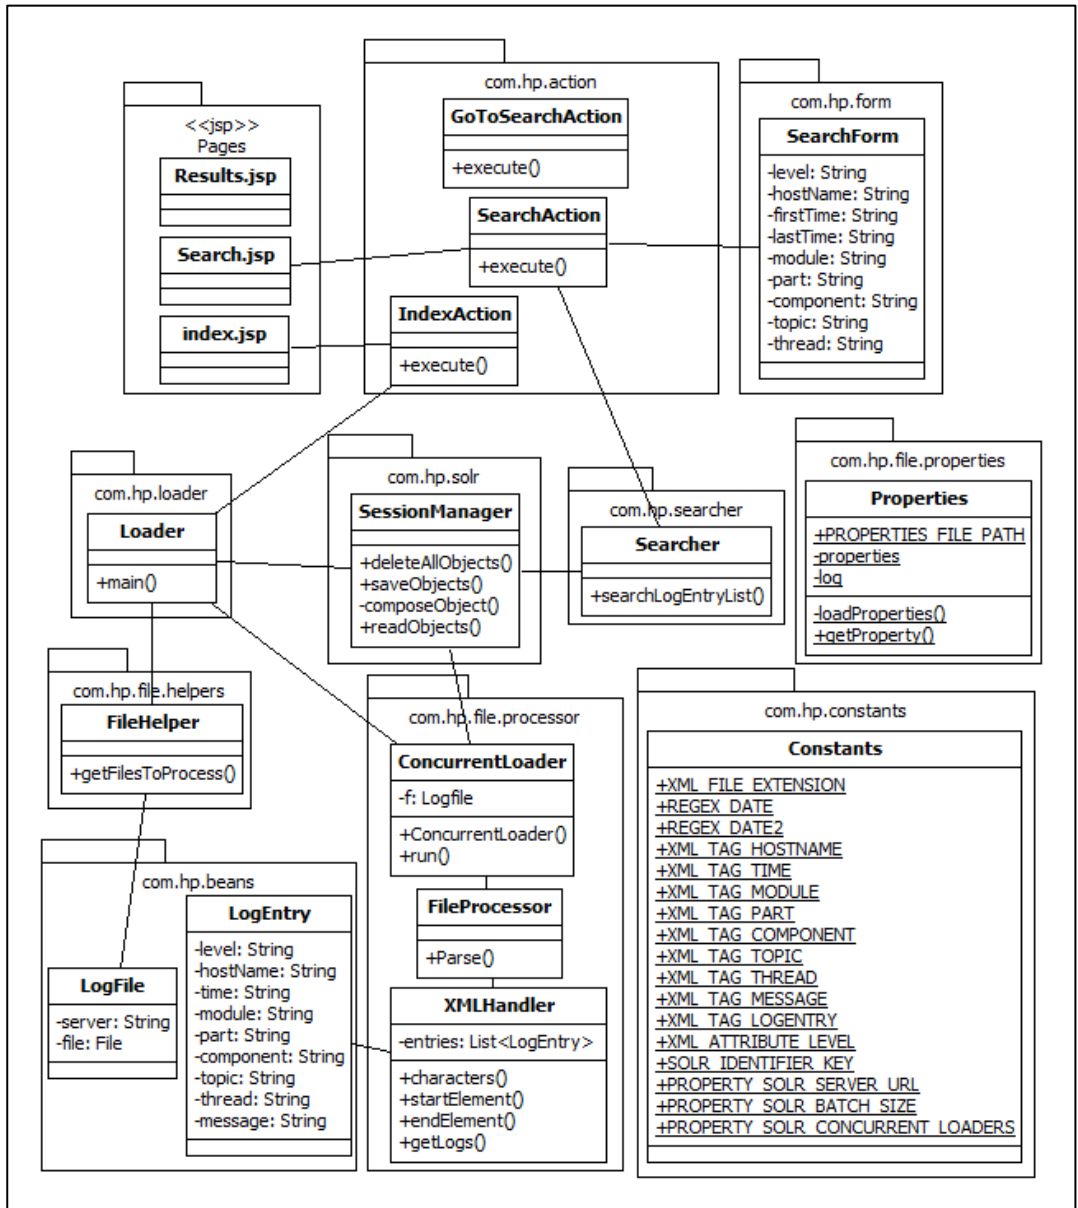 <<jsp>>
Pages
Results.jsp
Search.jsp
index.jsp
com.hp.action
GoToSearchAction
+execute()
SearchAction
+execute()
IndexAction
+execute()
com.hp.form
SearchForm
-level: String
-hostName: String
-firstTime: String
-lastTime: String
-module: String
-part: String
-component: String
-topic: String
-thread: String
com.hp.loader
Loader
+main()
com.hp.solr
SessionManager
+deleteAllObjects()
+saveObjects()
-composeObject()
+readObjects()
com.hp.searcher
Searcher
+searchLogEntryList()
com.hp.file.properties
Properties
+PROPERTIES_FILE_PATH
-properties
-log
-loadProperties()
+getProperty()
com.hp.file.helpers
FileHelper
+getFilesToProcess()
com.hp.file.processor
ConcurrentLoader
-f: Logfile
+ConcurrentLoader()
+run()
FileProcessor
+Parse()
XMLHandler
-entries: List<LogEntry>
+characters()
+startElement()
+endElement()
+getLogs()
com.hp.constants
Constants
+XML_FILE_EXTENSION
+REGEX_DATE
+REGEX_DATE2
+XML_TAG_HOSTNAME
+XML_TAG_TIME
+XML_TAG_MODULE
+XML_TAG_PART
+XML_TAG_COMPONENT
+XML_TAG_TOPIC
+XML_TAG_THREAD
+XML_TAG_MESSAGE
+XML_TAG_LOGENTRY
+XML_ATTRIBUTE_LEVEL
+SOLR_IDENTIFIER_KEY
+PROPERTY_SOLR_SERVER_URL
+PROPERTY_SOLR_BATCH_SIZE
+PROPERTY_SOLR_CONCURRENT_LOADERS
com.hp.beans
LogFile
-server: String
-file: File
LogEntry
-level: String
-hostName: String
-time: String
-module: String
-part: String
-component: String
-topic: String
-thread: String
-message: String